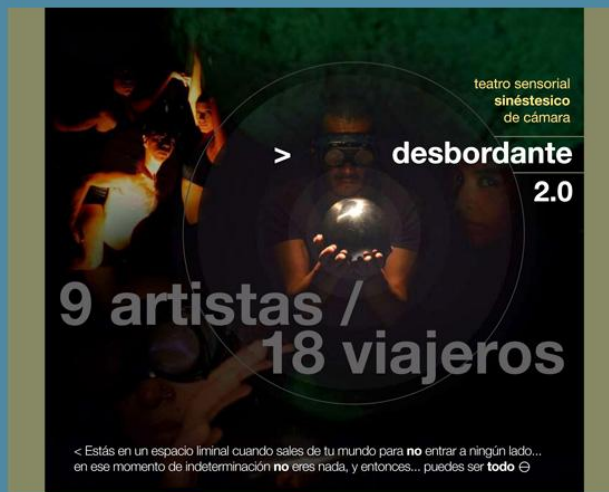 teatro sensorial
sinéstesico
de cámara
> desbordante
2.0
9 artistas /
18 viajeros
< Estás en un espacio liminal cuando sales de tu mundo para no entrar a ningún lado...
en ese momento de indeterminación no eres nada, y entonces... puedes ser todo ⊖